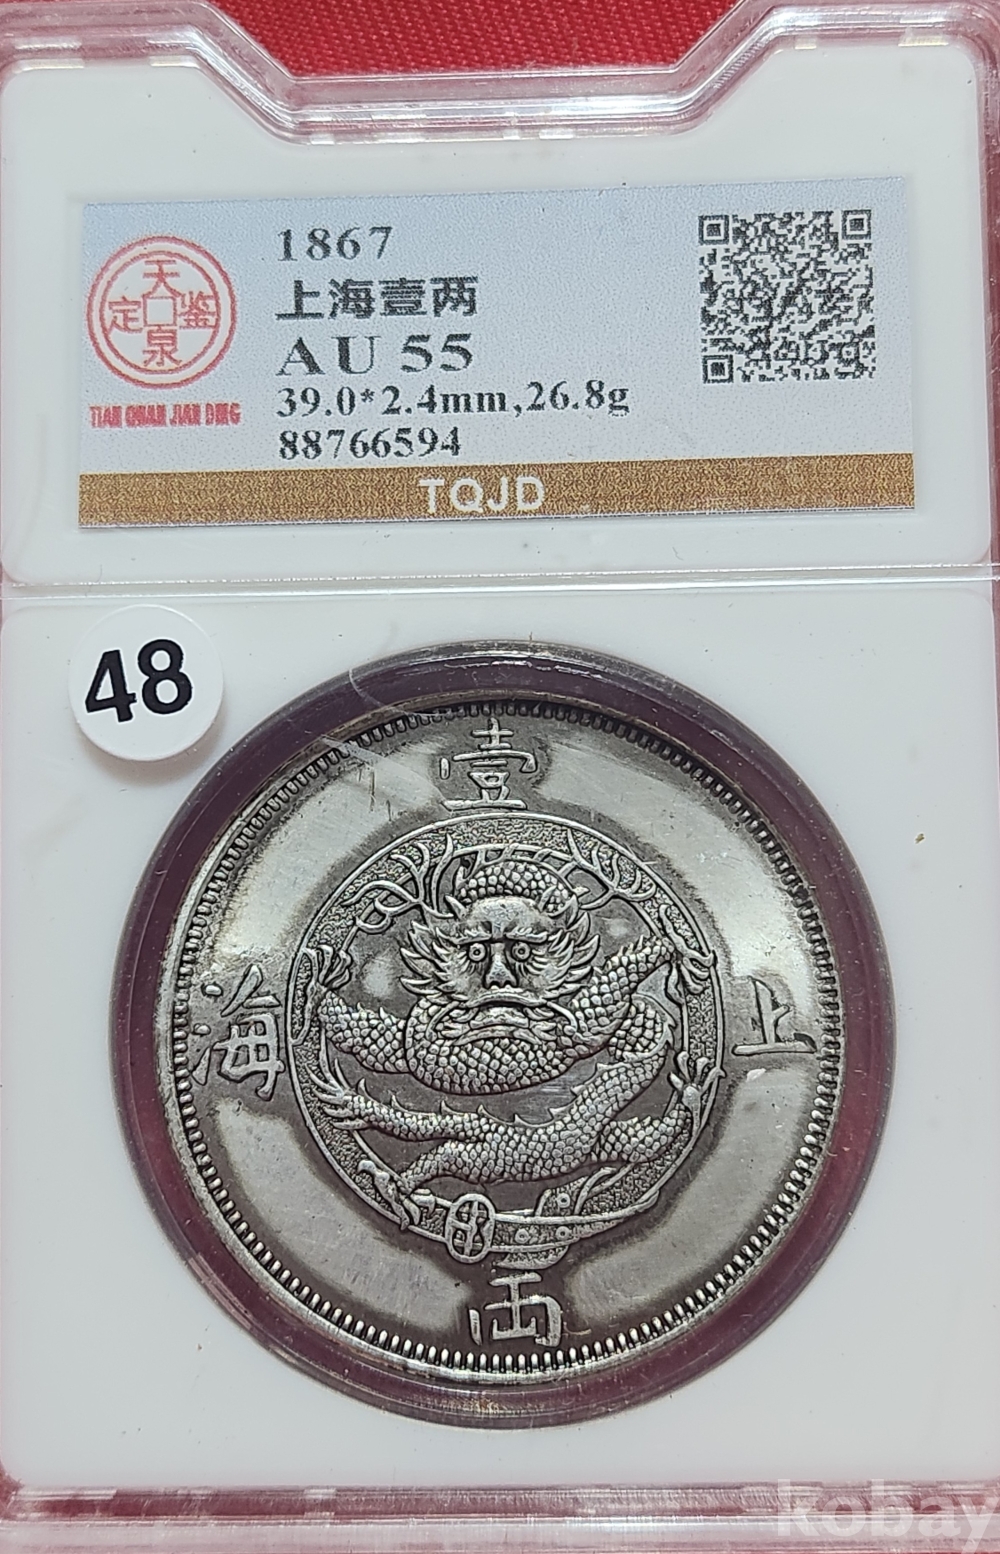 天泉鉴定
TIAN QUAN JIAN DING
1867
上海壹两
AU 55
39.0*2.4mm,26.8g
88766594
TQJD
48
壹
海 上
両
kobay